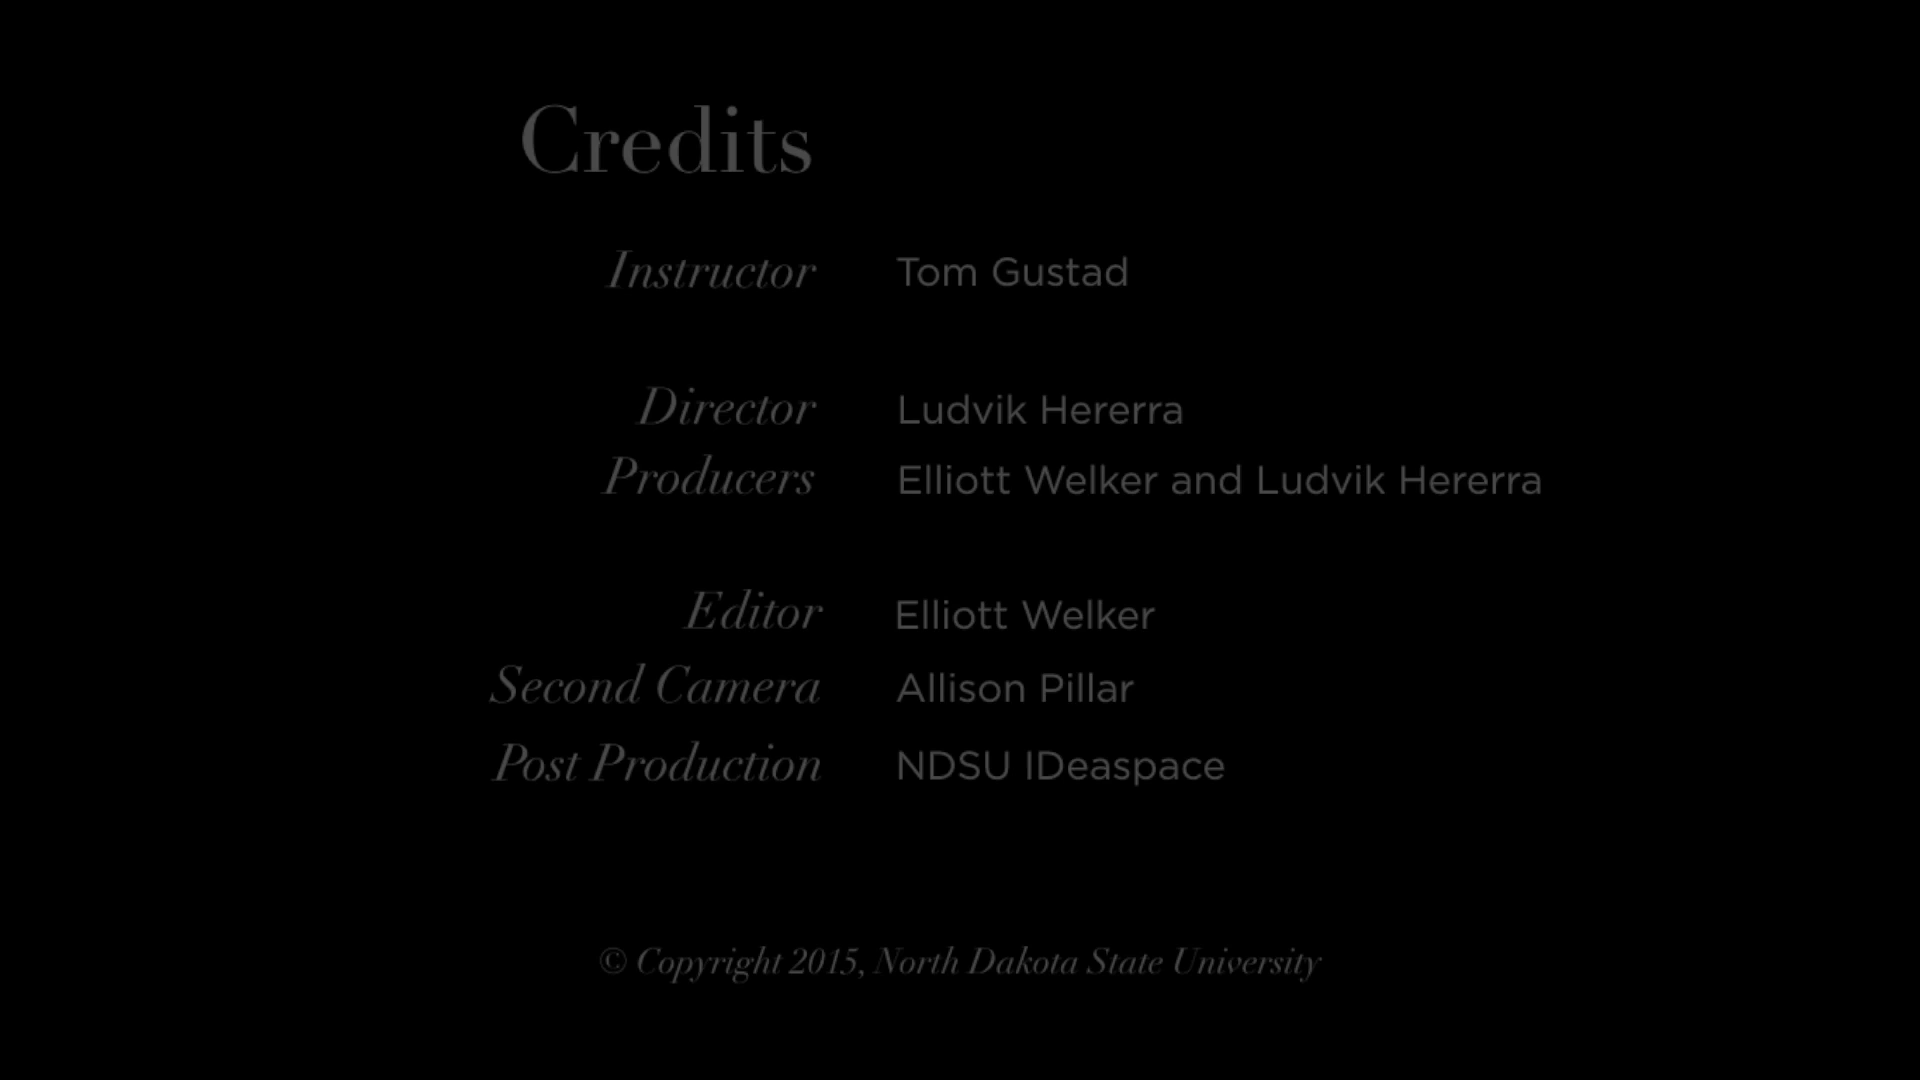 Credits
Instructor Tom Gustad
Director Ludvik Hererra
Producers Elliott Welker and Ludvik Hererra
Editor Elliott Welker
Second Camera Allison Pillar
Post Production NDSU IDeaspace
© Copyright 2015, North Dakota State University